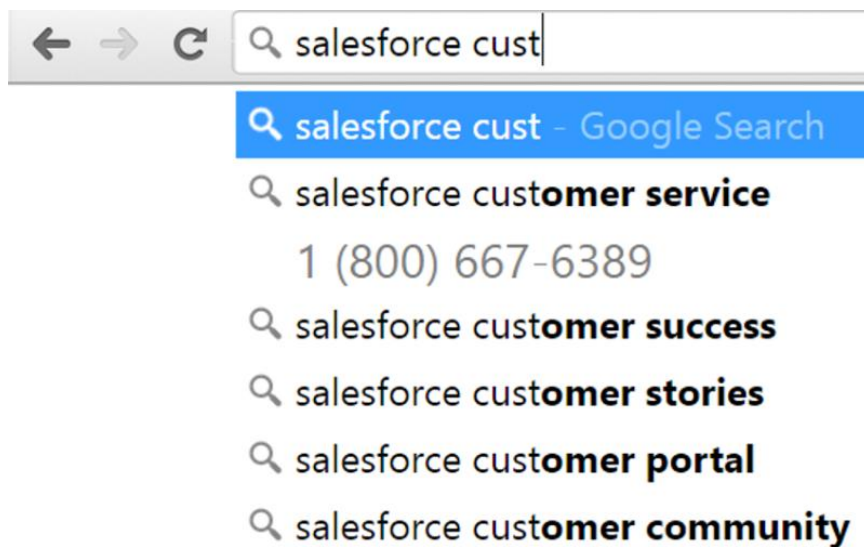 salesforce cust
salesforce cust - Google Search
salesforce customer service
1 (800) 667-6389
salesforce customer success
salesforce customer stories
salesforce customer portal
salesforce customer community